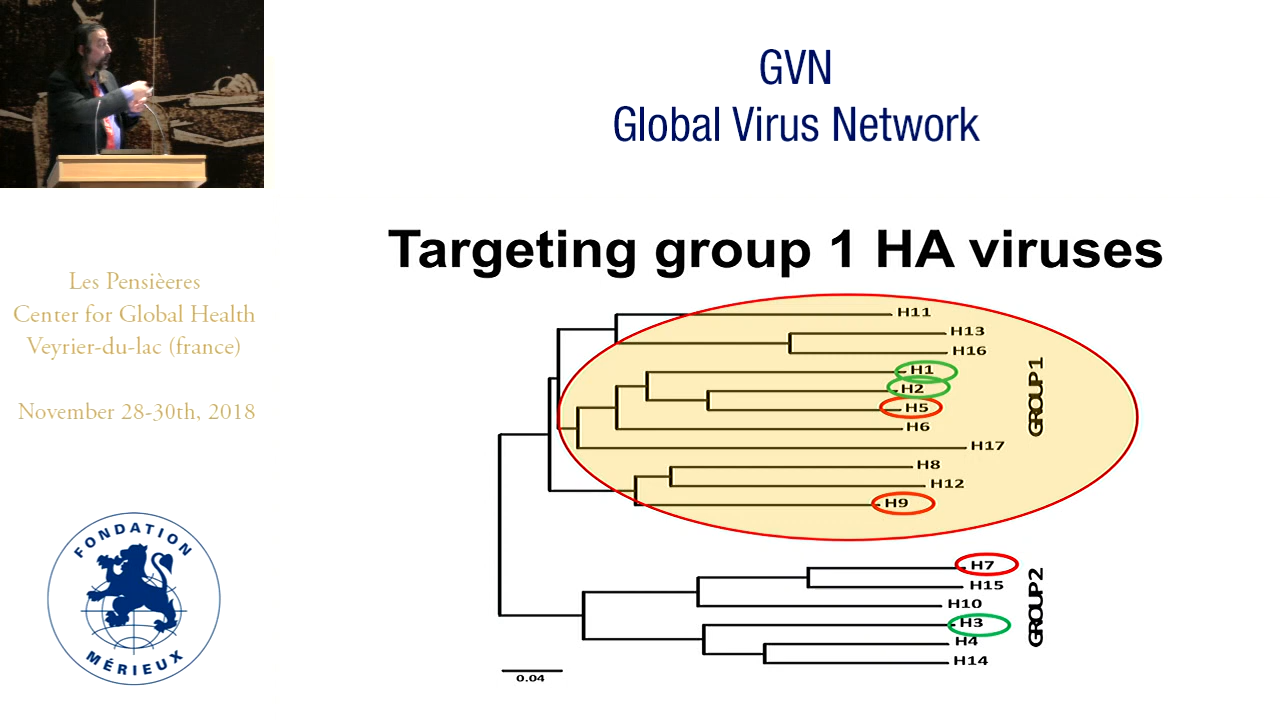 GVN
Global Virus Network
Targeting group 1 HA viruses
Les Pensièeres
Center for Global Health
Veyrier-du-lac (france)
November 28-30th, 2018
FONDATION
MÉRIEUX
H11
H13
H16
H1
H2
H5
H6
H17
H8
H12
H9
GROUP 1
H7
H15
H10
H3
H4
H14
GROUP 2
0.04